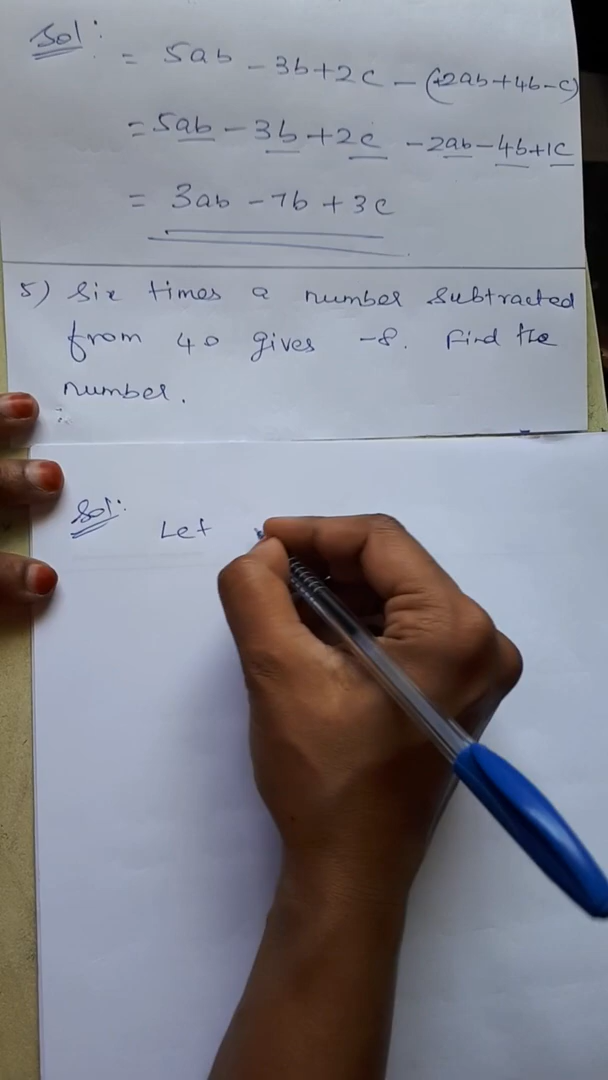 Sol:
= 5ab - 3b + 2c - (2ab + 4b - c)
= 5ab - 3b + 2c - 2ab - 4b + 1c
= 3ab - 7b + 3c
5) Six times a number subtracted
from 40 gives -8. Find the
number.
Sol:
Let